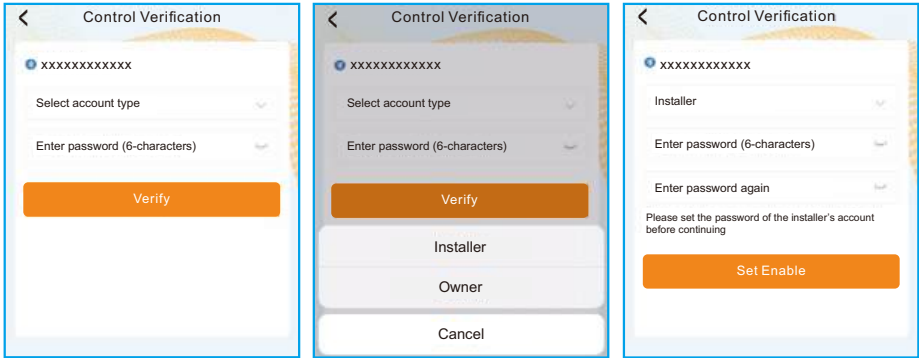 Control Verification
xxxxxxxxxxxx
Select account type
Enter password (6-characters)
Verify
Control Verification
xxxxxxxxxxxx
Select account type
Enter password (6-characters)
Verify
Installer
Owner
Cancel
Control Verification
xxxxxxxxxxxx
Installer
Enter password (6-characters)
Enter password again
Please set the password of the installer's account
before continuing
Set Enable